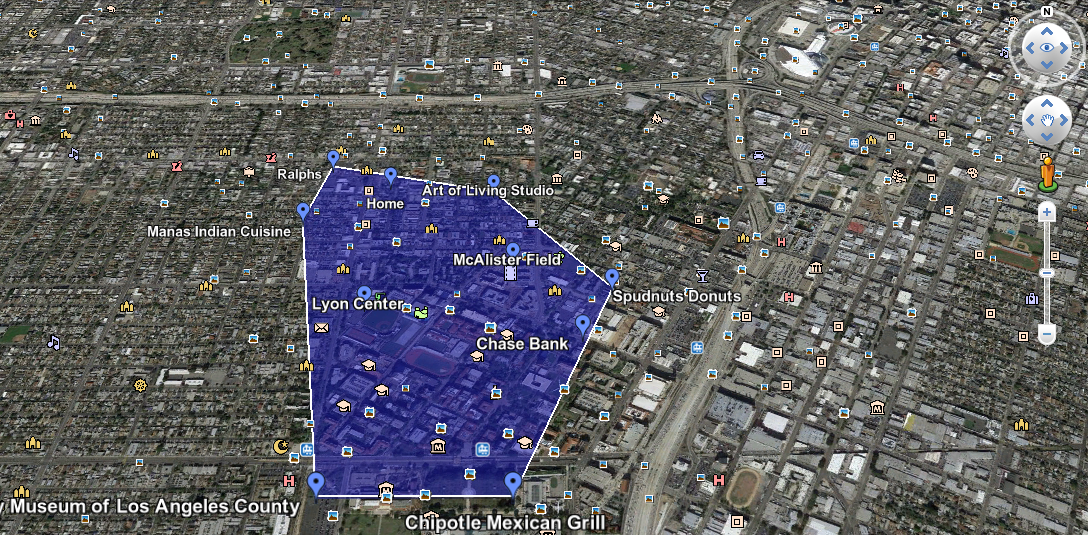 N
Ralphs
Art of Living Studio
Home
Manas Indian Cuisine
McAlister Field
Spudnuts Donuts
Lyon Center
Chase Bank
y Museum of Los Angeles County
Chipotle Mexican Grill